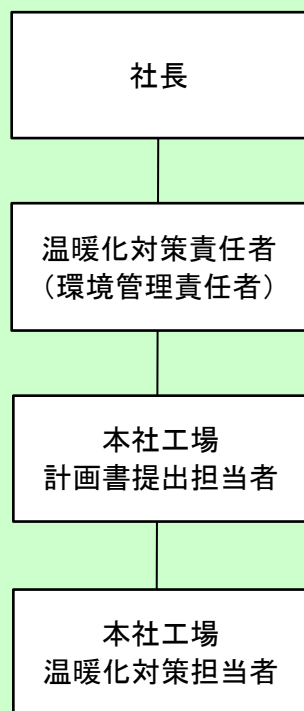 社長
温暖化対策責任者
（環境管理責任者）
本社工場
計画書提出担当者
本社工場
温暖化対策担当者